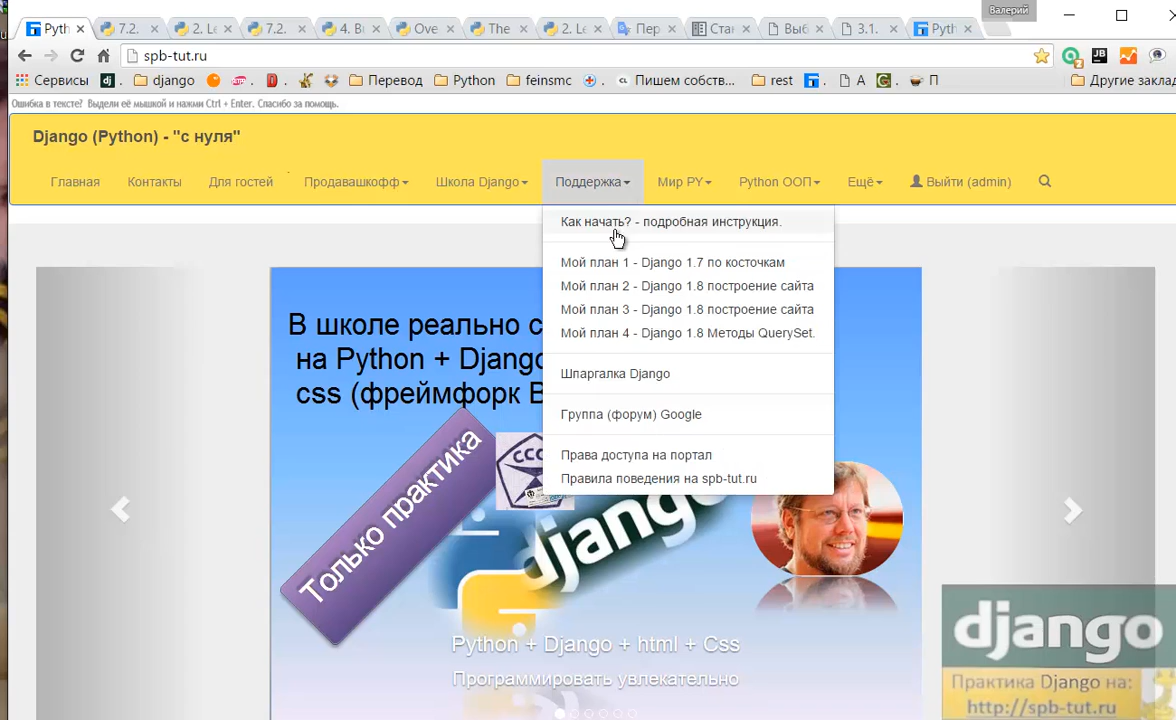 Валерий
Pyth
7.2.
2. Le
7.2.
4. Bu
Ove
The
2. Le
Пер
Стан
Выб
3.1.
Pyth
spb-tut.ru
Сервисы
django
Перевод
Python
feinsmc
Пишем собств...
rest
А
П
Другие заклад
Ошибка в тексте? Выдели её мышкой и нажми Ctrl + Enter. Спасибо за помощь.
Django (Python) - "с нуля"
Главная Контакты Для гостей Продавашкофф Школа Django Поддержка Мир PY Python ООП Ещё Выйти (admin)
Как начать? - подробная инструкция.
Мой план 1 - Django 1.7 по косточкам
Мой план 2 - Django 1.8 построение сайта
Мой план 3 - Django 1.8 построение сайта
Мой план 4 - Django 1.8 Методы QuerySet.
Шпаргалка Django
Группа (форум) Google
Права доступа на портал
Правила поведения на spb-tut.ru
В школе реально с
на Python + Django
css (фреймфорк B
Только практика
ССС
django
Python + Django + html + Css
Программировать увлекательно
django
Практика Django на:
http://spb-tut.ru